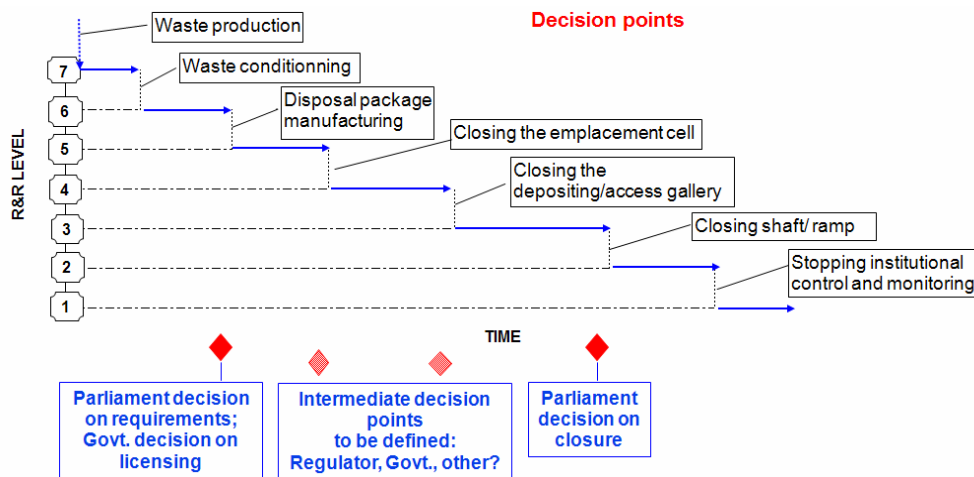 Decision points
Waste production
Waste conditionning
Disposal package
manufacturing
Closing the emplacement cell
Closing the
depositing/access gallery
Closing shaft/ ramp
Stopping institutional
control and monitoring
R&R LEVEL
7
6
5
4
3
2
1
TIME
Parliament decision
on requirements;
Govt. decision on
licensing
Intermediate decision
points
to be defined:
Regulator, Govt., other?
Parliament
decision on
closure